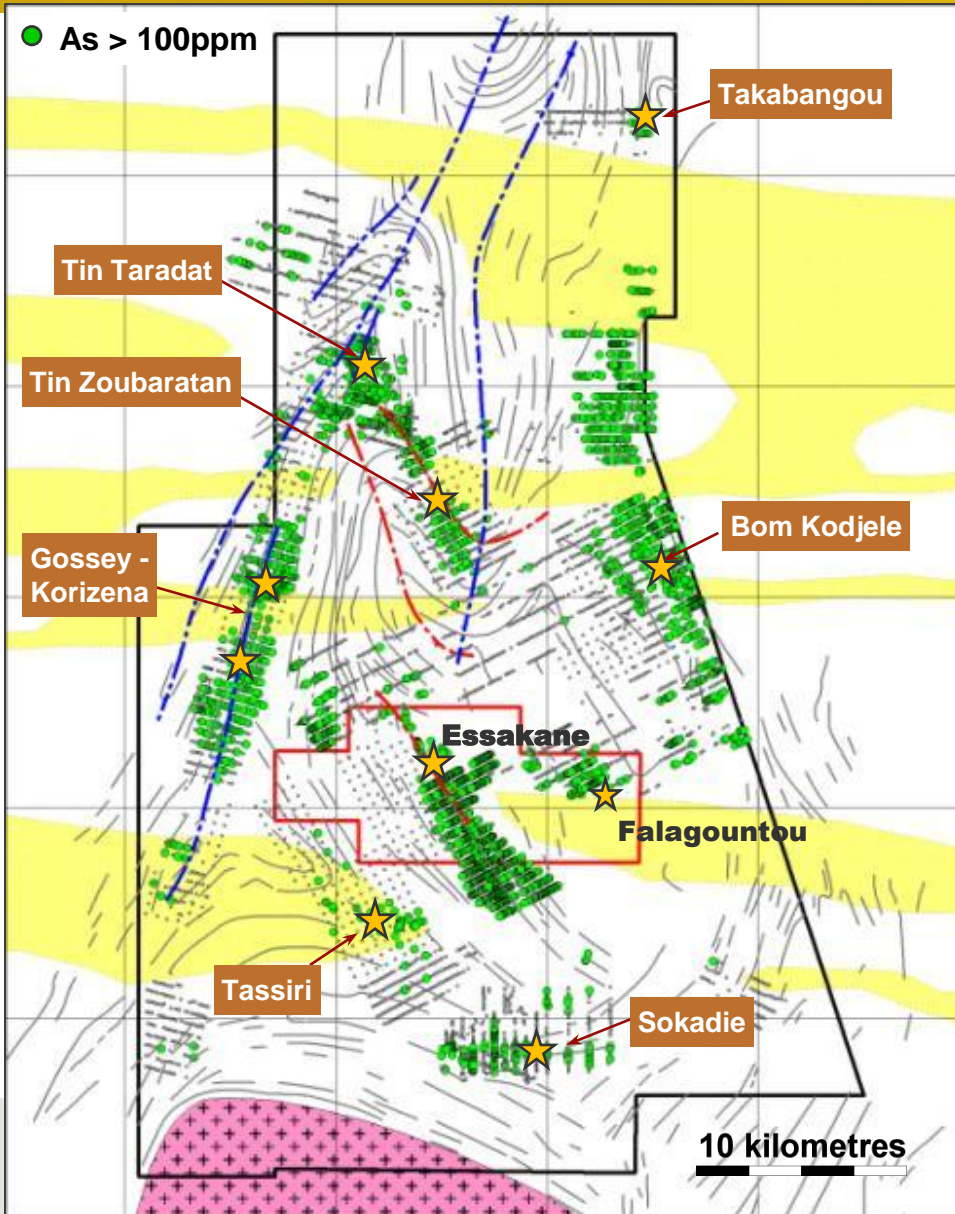 As > 100ppm
Takabangou
Tin Taradat
Tin Zoubaratan
Bom Kodjele
Gossey -
Korizena
Essakane
Falagountou
Tassiri
Sokadie
10 kilometres